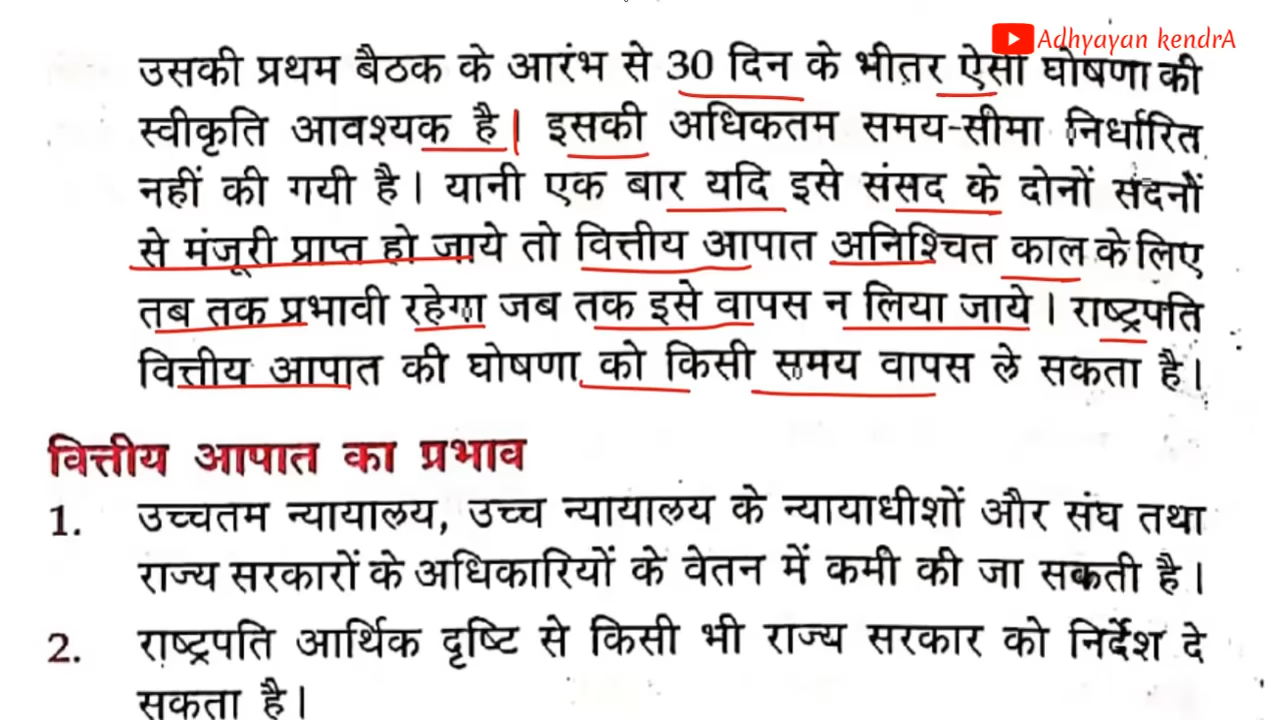 Adhyayan kendrA
उसकी प्रथम बैठक के आरंभ से 30 दिन के भीतर ऐसी घोषणा की
स्वीकृति आवश्यक है। इसकी अधिकतम समय-सीमा निर्धारित
नहीं की गयी है। यानी एक बार यदि इसे संसद के दोनों सदनों
से मंजूरी प्राप्त हो जाये तो वित्तीय आपात अनिश्चित काल के लिए
तब तक प्रभावी रहेगा जब तक इसे वापस न लिया जाये। राष्ट्रपति
वित्तीय आपात की घोषणा को किसी समय वापस ले सकता है।
वित्तीय आपात का प्रभाव
1. उच्चतम न्यायालय, उच्च न्यायालय के न्यायाधीशों और संघ तथा
राज्य सरकारों के अधिकारियों के वेतन में कमी की जा सकती है।
2. राष्ट्रपति आर्थिक दृष्टि से किसी भी राज्य सरकार को निर्देश दे
सकता है।